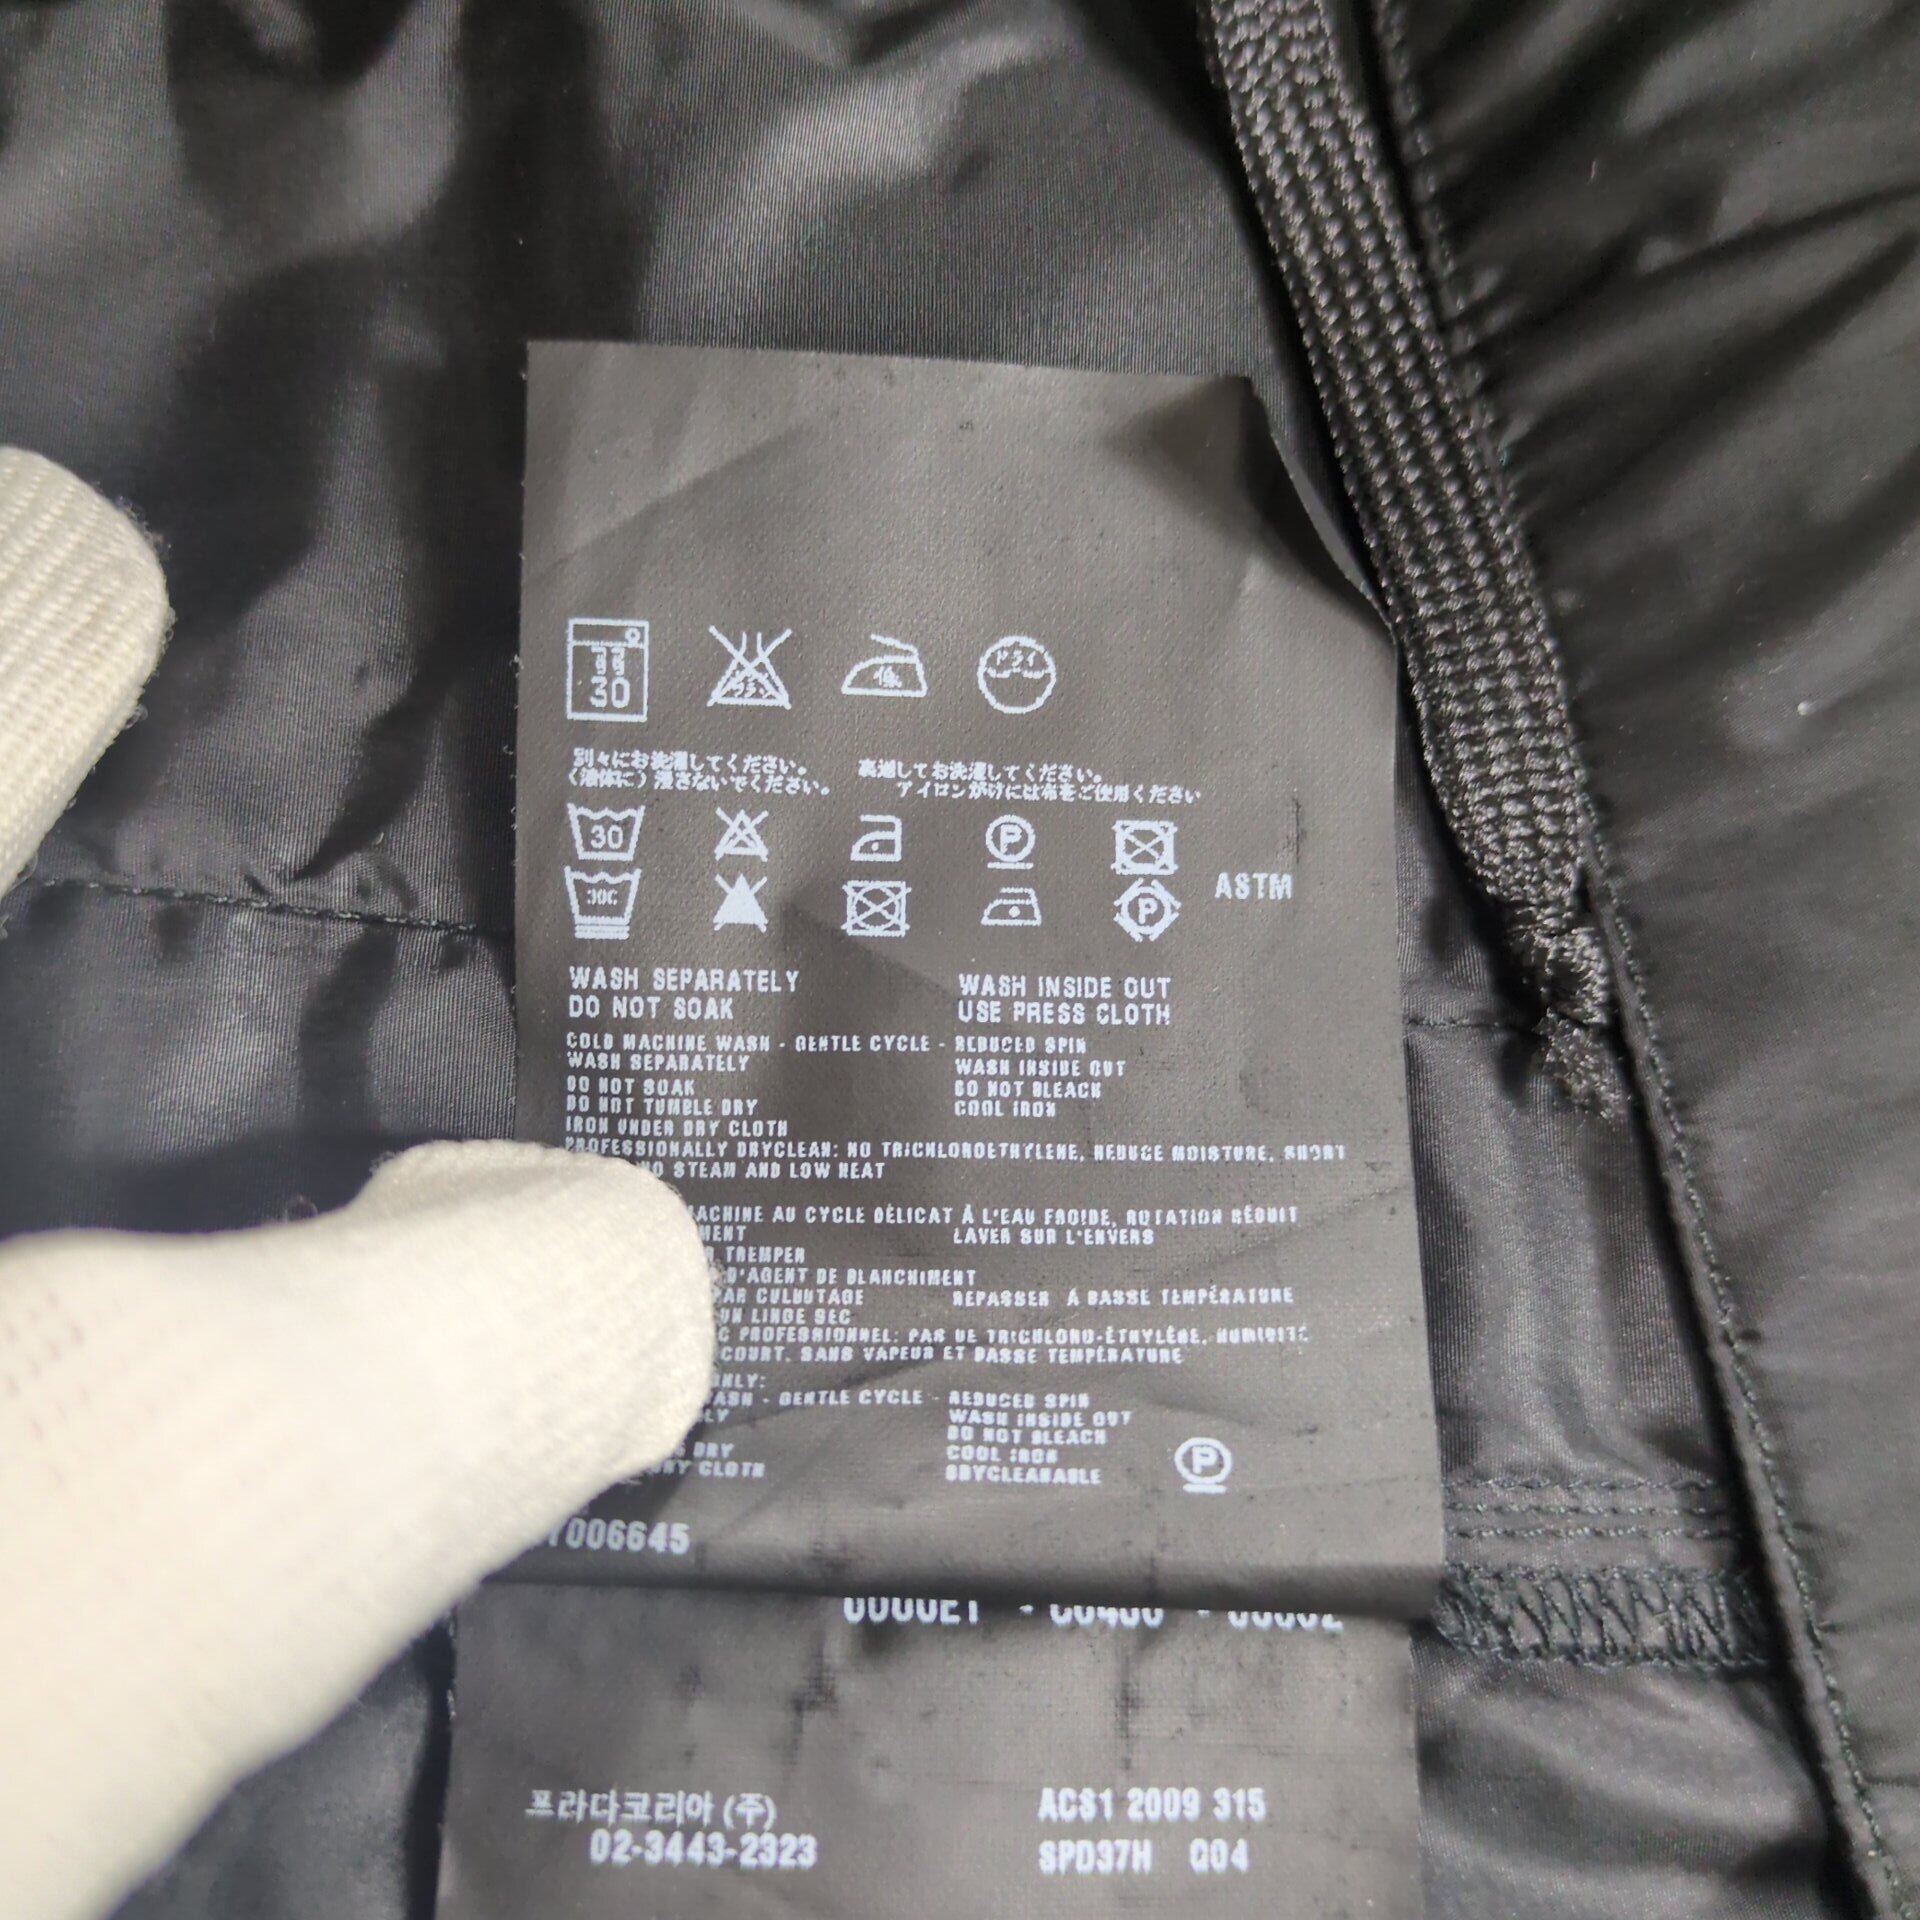 30
ドライ
別々にお洗濯してください。 裏返してお洗濯してください。
(液体に)浸さないでください。 アイロンがけには布をご使用ください
30 P
30C P ASTM
WASH SEPARATELY WASH INSIDE OUT
DO NOT SOAK USE PRESS CLOTH
COLD MACHINE WASH - GENTLE CYCLE - REDUCED SPIN
WASH SEPARATELY WASH INSIDE OUT
DO NOT SOAK DO NOT BLEACH
DO NOT TUMBLE DRY COOL IRON
IRON UNDER DRY CLOTH
PROFESSIONALLY DRYCLEAN: NO TRICHLOROETHYLENE, REDUCE MOISTURE, SHORT
NO STEAM AND LOW HEAT
MACHINE AU CYCLE DÉLICAT À L'EAU FROIDE, ROTATION RÉDUIT
MENT LAVER SUR L'ENVERS
TREMPER
D'AGENT DE BLANCHIMENT
PAR CULBUTAGE REPASSER À BASSE TEMPÉRATURE
UN LINGE SEC
C PROFESSIONNEL: PAS DE TRICHLORO-ÉTHYLÈNE, HUMIDITÉ
COURT, SANS VAPEUR ET BASSE TEMPÉRATURE
NLY:
ASH - GENTLE CYCLE - REDUCED SPIN
LY WASH INSIDE OUT
DO NOT BLEACH
DRY COOL IRON
DRY CLOTH DRYCLEANABLE P
006645
프라다코리아 (주) ACS1 2009 315
02-3443-2323 SPD37H Q04